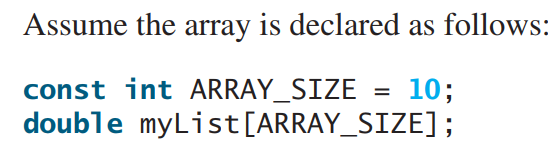 Assume the array is declared as follows:
const int ARRAY_SIZE = 10;
double myList[ARRAY_SIZE];